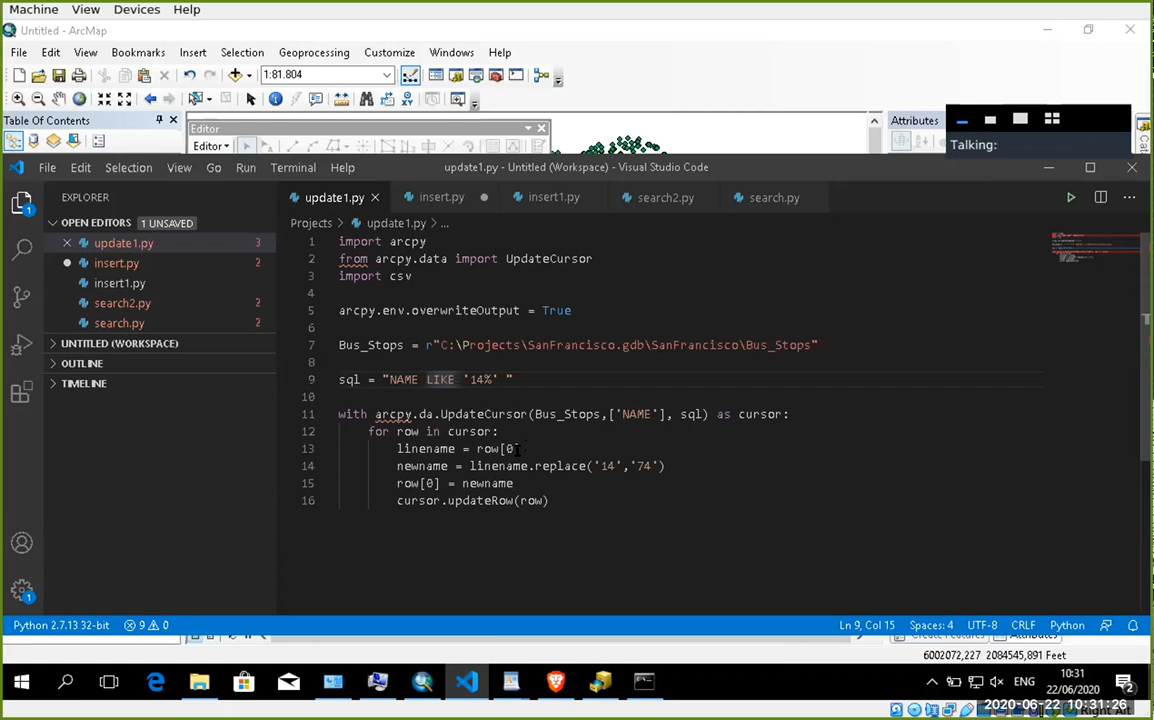 Machine View Devices Help
Untitled - ArcMap
File Edit View Bookmarks Insert Selection Geoprocessing Customize Windows Help
1:81.804
Table Of Contents
Editor
Editor
Attributes
Talking:
File Edit Selection View Go Run Terminal Help
update1.py - Untitled (Workspace) - Visual Studio Code
EXPLORER
update1.py insert.py insert1.py search2.py search.py
OPEN EDITORS 1 UNSAVED
Projects > update1.py > ...
update1.py 3
insert.py 2
insert1.py
search2.py 2
search.py 2
UNTITLED (WORKSPACE)
OUTLINE
TIMELINE
1 import arcpy
2 from arcpy.data import UpdateCursor
3 import csv
4
5 arcpy.env.overwriteOutput = True
6
7 Bus_Stops = r"C:\Projects\SanFrancisco.gdb\SanFrancisco\Bus_Stops"
8
9 sql = "NAME LIKE '14%' "
10
11 with arcpy.da.UpdateCursor(Bus_Stops,['NAME'], sql) as cursor:
12 for row in cursor:
13 linename = row[0]
14 newname = linename.replace('14','74')
15 row[0] = newname
16 cursor.updateRow(row)
Python 2.7.13 32-bit 9 0
Ln 9, Col 15 Spaces: 4 UTF-8 CRLF Python
Create Features Attributes
6002072,227 2084545,891 Feet
ENG
10:31
22/06/2020
2
2020-06-22 10:31:26
Right Alt